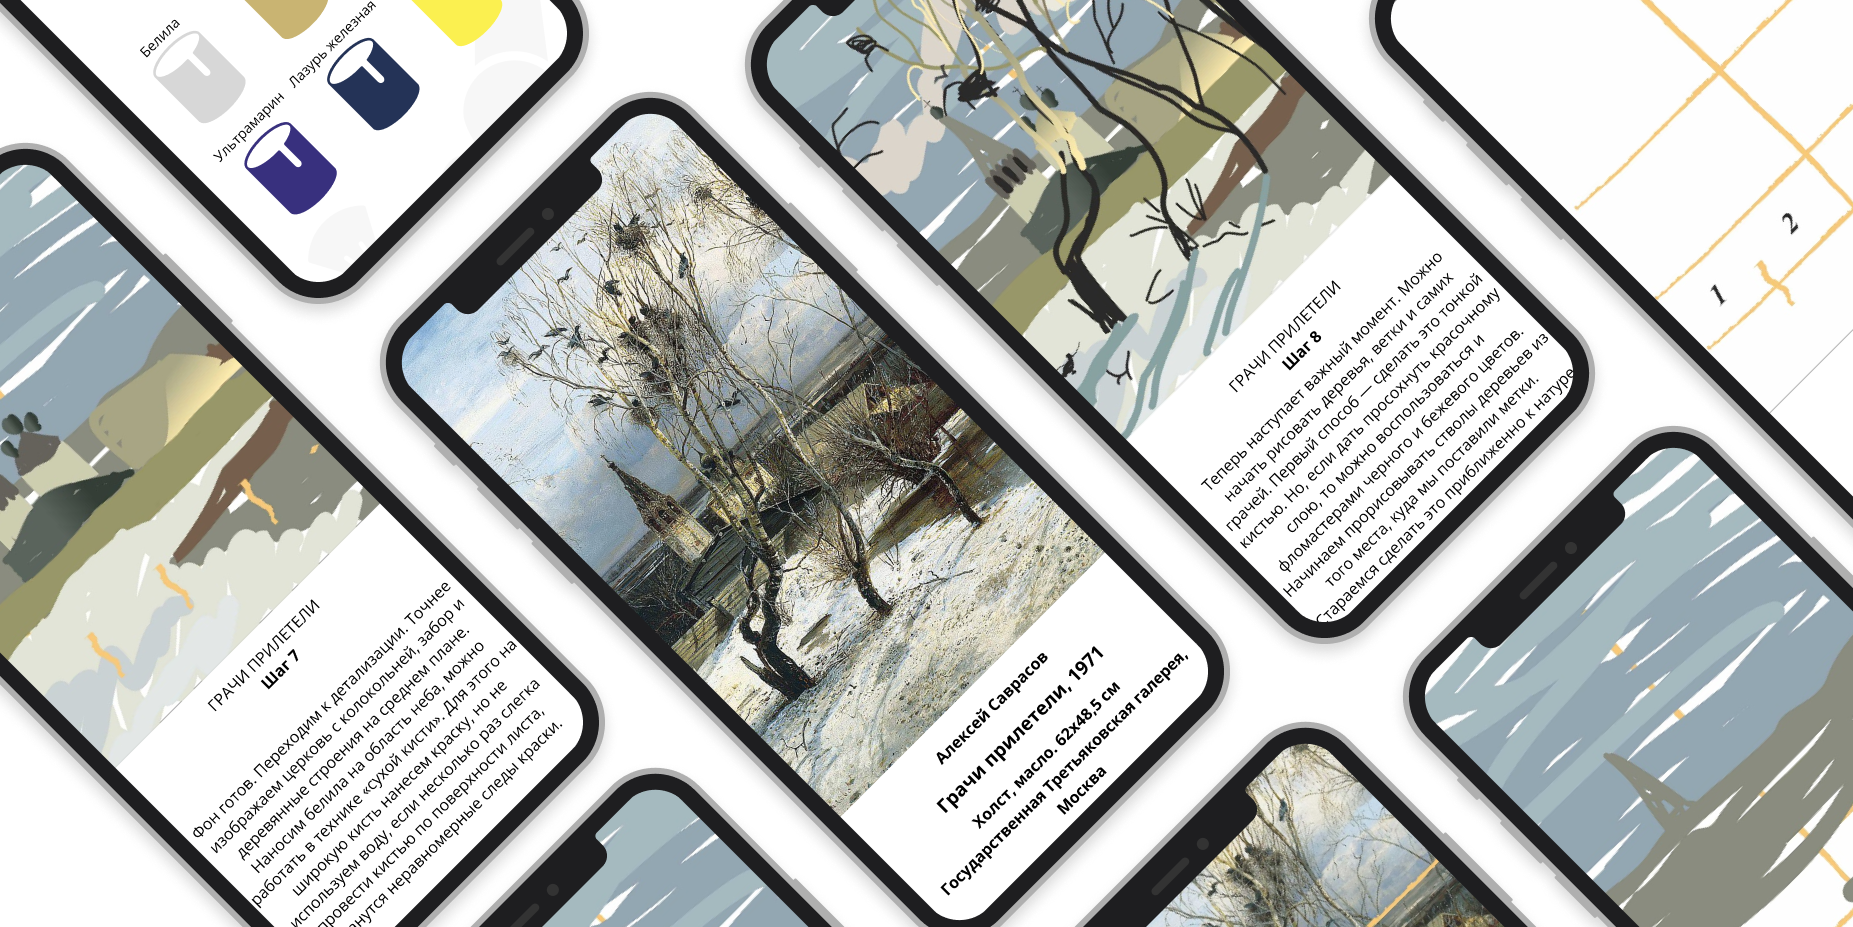 Белила
Лазурь железная
Ультрамарин
ГРАЧИ ПРИЛЕТЕЛИ
Шаг 7
Фон готов. Переходим к детализации. Точнее
изображаем церковь с колокольней, забор и
деревянные строения на среднем плане.
Наносим белила на область неба, можно
работать в технике «сухой кисти». Для этого на
широкую кисть нанесем краску, но не
используем воду, если несколько раз слегка
провести кистью по поверхности листа,
неравномерные следы краски.
Алексей Саврасов
Грачи прилетели, 1971
Холст, масло. 62x48,5 см
Государственная Третьяковская галерея,
Москва
ГРАЧИ ПРИЛЕТЕЛИ
Шаг 8
Теперь наступает важный момент. Можно
начать рисовать деревья, ветки и самих
грачей. Первый способ — сделать это тонкой
кистью. Но, если дать просохнуть красочному
слою, то можно воспользоваться и
фломастерами черного и бежевого цветов.
Начинаем прорисовывать стволы деревьев из
того места, куда мы поставили метки.
Стараемся сделать это приближенно к натуре
1
2